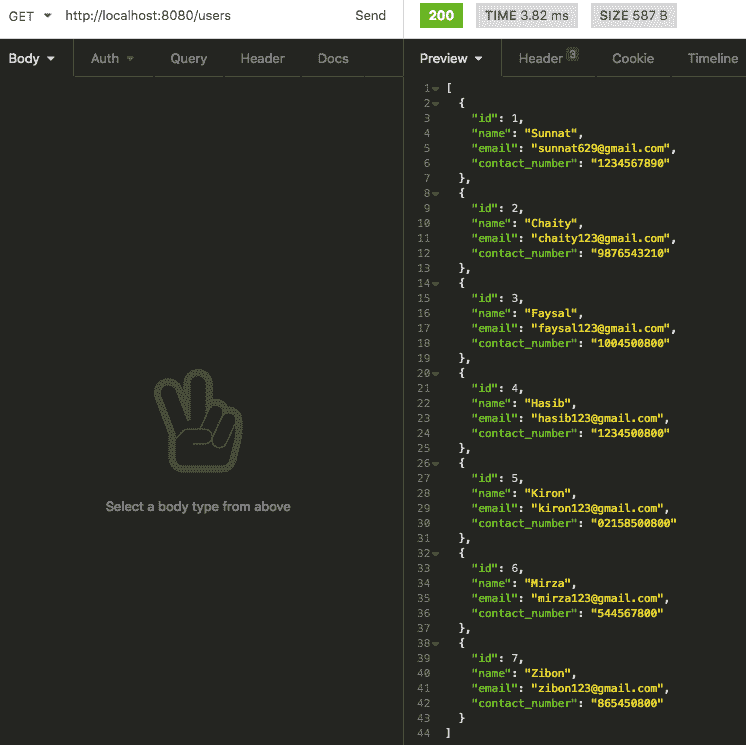 GET http://localhost:8080/users Send
200 TIME 3.82 ms SIZE 587 B
Body Auth Query Header Docs
Preview Header 3 Cookie Timeline
Select a body type from above
1 [
2 {
3 "id": 1,
4 "name": "Sunnat",
5 "email": "sunnat629@gmail.com",
6 "contact_number": "1234567890"
7 },
8 {
9 "id": 2,
10 "name": "Chaity",
11 "email": "chaity123@gmail.com",
12 "contact_number": "9876543210"
13 },
14 {
15 "id": 3,
16 "name": "Faysal",
17 "email": "faysal123@gmail.com",
18 "contact_number": "1004500800"
19 },
20 {
21 "id": 4,
22 "name": "Hasib",
23 "email": "hasib123@gmail.com",
24 "contact_number": "1234500800"
25 },
26 {
27 "id": 5,
28 "name": "Kiron",
29 "email": "kiron123@gmail.com",
30 "contact_number": "02158500800"
31 },
32 {
33 "id": 6,
34 "name": "Mirza",
35 "email": "mirza123@gmail.com",
36 "contact_number": "544567800"
37 },
38 {
39 "id": 7,
40 "name": "Zibon",
41 "email": "zibon123@gmail.com",
42 "contact_number": "865450800"
43 }
44 ]